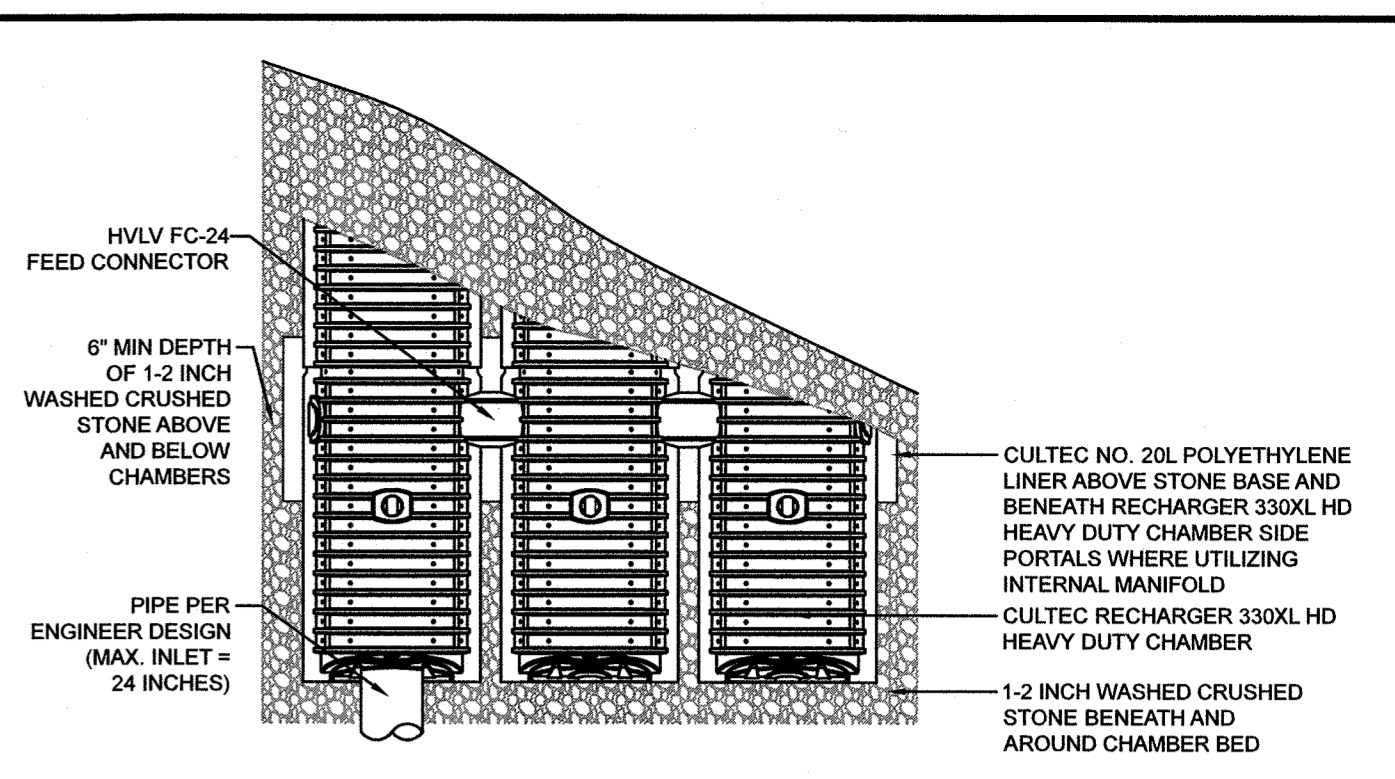 HVLV FC-24
FEED CONNECTOR
6" MIN DEPTH
OF 1-2 INCH
WASHED CRUSHED
STONE ABOVE
AND BELOW
CHAMBERS
PIPE PER
ENGINEER DESIGN
(MAX. INLET =
24 INCHES)
CULTEC NO. 20L POLYETHYLENE
LINER ABOVE STONE BASE AND
BENEATH RECHARGER 330XL HD
HEAVY DUTY CHAMBER SIDE
PORTALS WHERE UTILIZING
INTERNAL MANIFOLD
CULTEC RECHARGER 330XL HD
HEAVY DUTY CHAMBER
1-2 INCH WASHED CRUSHED
STONE BENEATH AND
AROUND CHAMBER BED